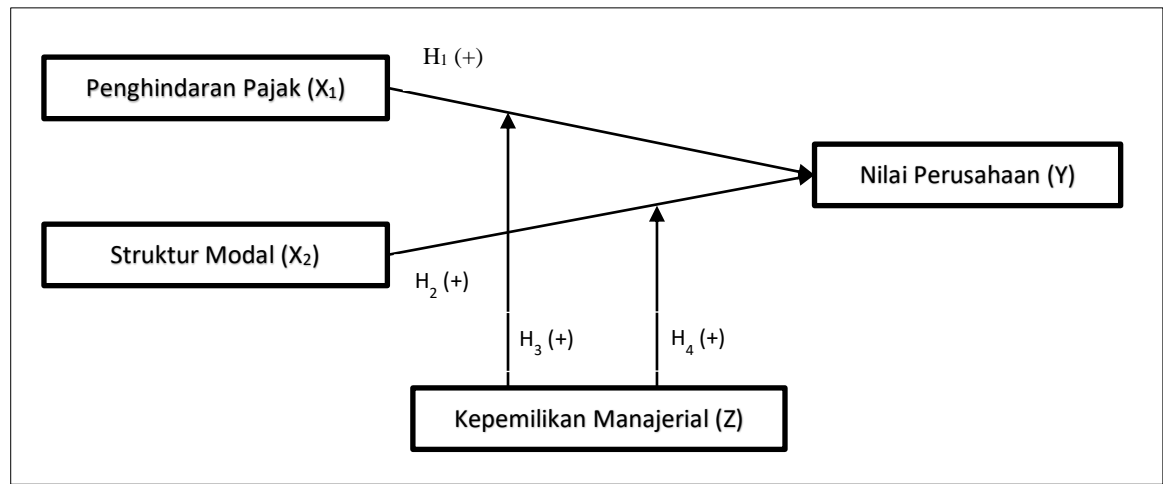 H₁ (+)
Penghindaran Pajak (X₁)
Nilai Perusahaan (Y)
Struktur Modal (X₂)
H₂ (+)
H₃ (+)
H₄ (+)
Kepemilikan Manajerial (Z)